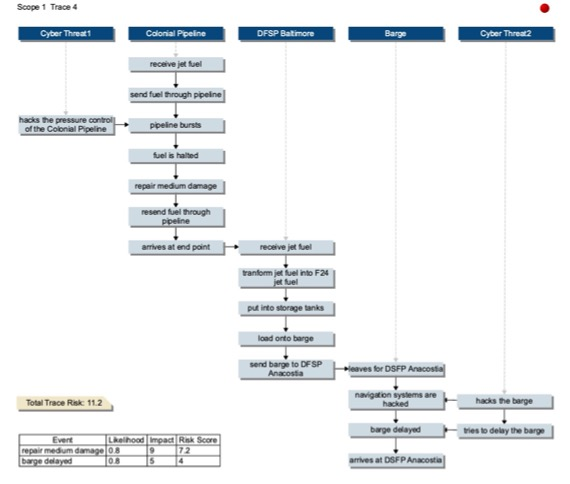 Scope 1 Trace 4
Cyber Threat1
Colonial Pipeline
DFSP Baltimore
Barge
Cyber Threat2
receive jet fuel
send fuel through pipeline
hacks the pressure control
of the Colonial Pipeline
pipeline bursts
fuel is halted
repair medium damage
resend fuel through
pipeline
arrives at end point
receive jet fuel
tranform jet fuel into F24
jet fuel
put into storage tanks
load onto barge
send barge to DFSP
Anacostia
leaves for DSFP Anacostia
navigation systems are
hacked
hacks the barge
barge delayed
tries to delay the barge
arrives at DSFP Anacostia
Total Trace Risk: 11.2
Event Likelihood Impact Risk Score
repair medium damage 0.8 9 7.2
barge delayed 0.8 5 4